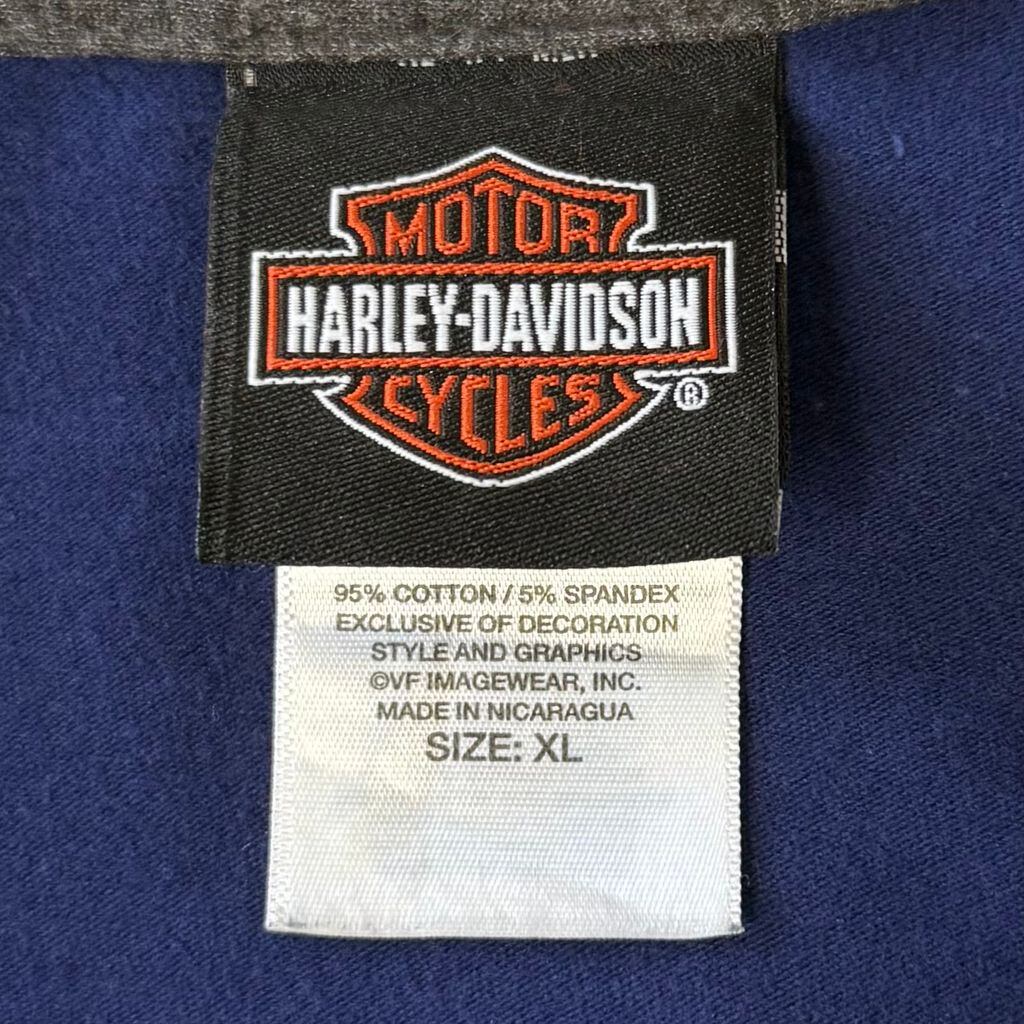 MOTOR
HARLEY-DAVIDSON
CYCLES
®
95% COTTON / 5% SPANDEX
EXCLUSIVE OF DECORATION
STYLE AND GRAPHICS
©VF IMAGEWEAR, INC.
MADE IN NICARAGUA
SIZE: XL